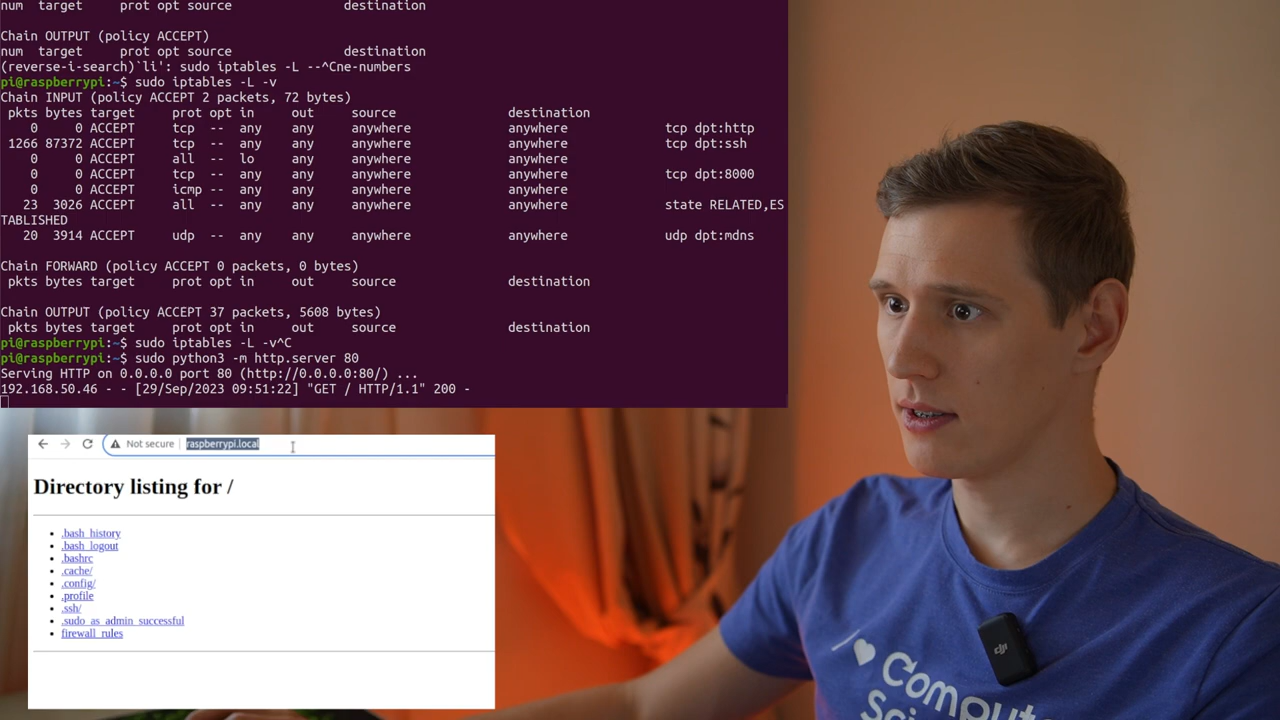 num  target     prot opt source               destination
Chain OUTPUT (policy ACCEPT)
num  target     prot opt source               destination
(reverse-i-search)`li': sudo iptables -L --^Cne-numbers
pi@raspberrypi:~$ sudo iptables -L -v
Chain INPUT (policy ACCEPT 2 packets, 72 bytes)
pkts bytes target     prot opt in     out     source               destination
0     0 ACCEPT     tcp  --  any    any     anywhere             anywhere             tcp dpt:http
1266 87372 ACCEPT     tcp  --  any    any     anywhere             anywhere             tcp dpt:ssh
0     0 ACCEPT     all  --  lo     any     anywhere             anywhere
0     0 ACCEPT     tcp  --  any    any     anywhere             anywhere             tcp dpt:8000
0     0 ACCEPT     icmp --  any    any     anywhere             anywhere
23  3026 ACCEPT     all  --  any    any     anywhere             anywhere             state RELATED,ES
TABLISHED
20  3914 ACCEPT     udp  --  any    any     anywhere             anywhere             udp dpt:mdns
Chain FORWARD (policy ACCEPT 0 packets, 0 bytes)
pkts bytes target     prot opt in     out     source               destination
Chain OUTPUT (policy ACCEPT 37 packets, 5608 bytes)
pkts bytes target     prot opt in     out     source               destination
pi@raspberrypi:~$ sudo iptables -L -v^C
pi@raspberrypi:~$ sudo python3 -m http.server 80
Serving HTTP on 0.0.0.0 port 80 (http://0.0.0.0:80/) ...
192.168.50.46 - - [29/Sep/2023 09:51:22] "GET / HTTP/1.1" 200 -
Not secure raspberrypi.local
Directory listing for /
.bash_history
.bash_logout
.bashrc
.cache/
.config/
.profile
.ssh/
.sudo_as_admin_successful
firewall_rules
dji
I